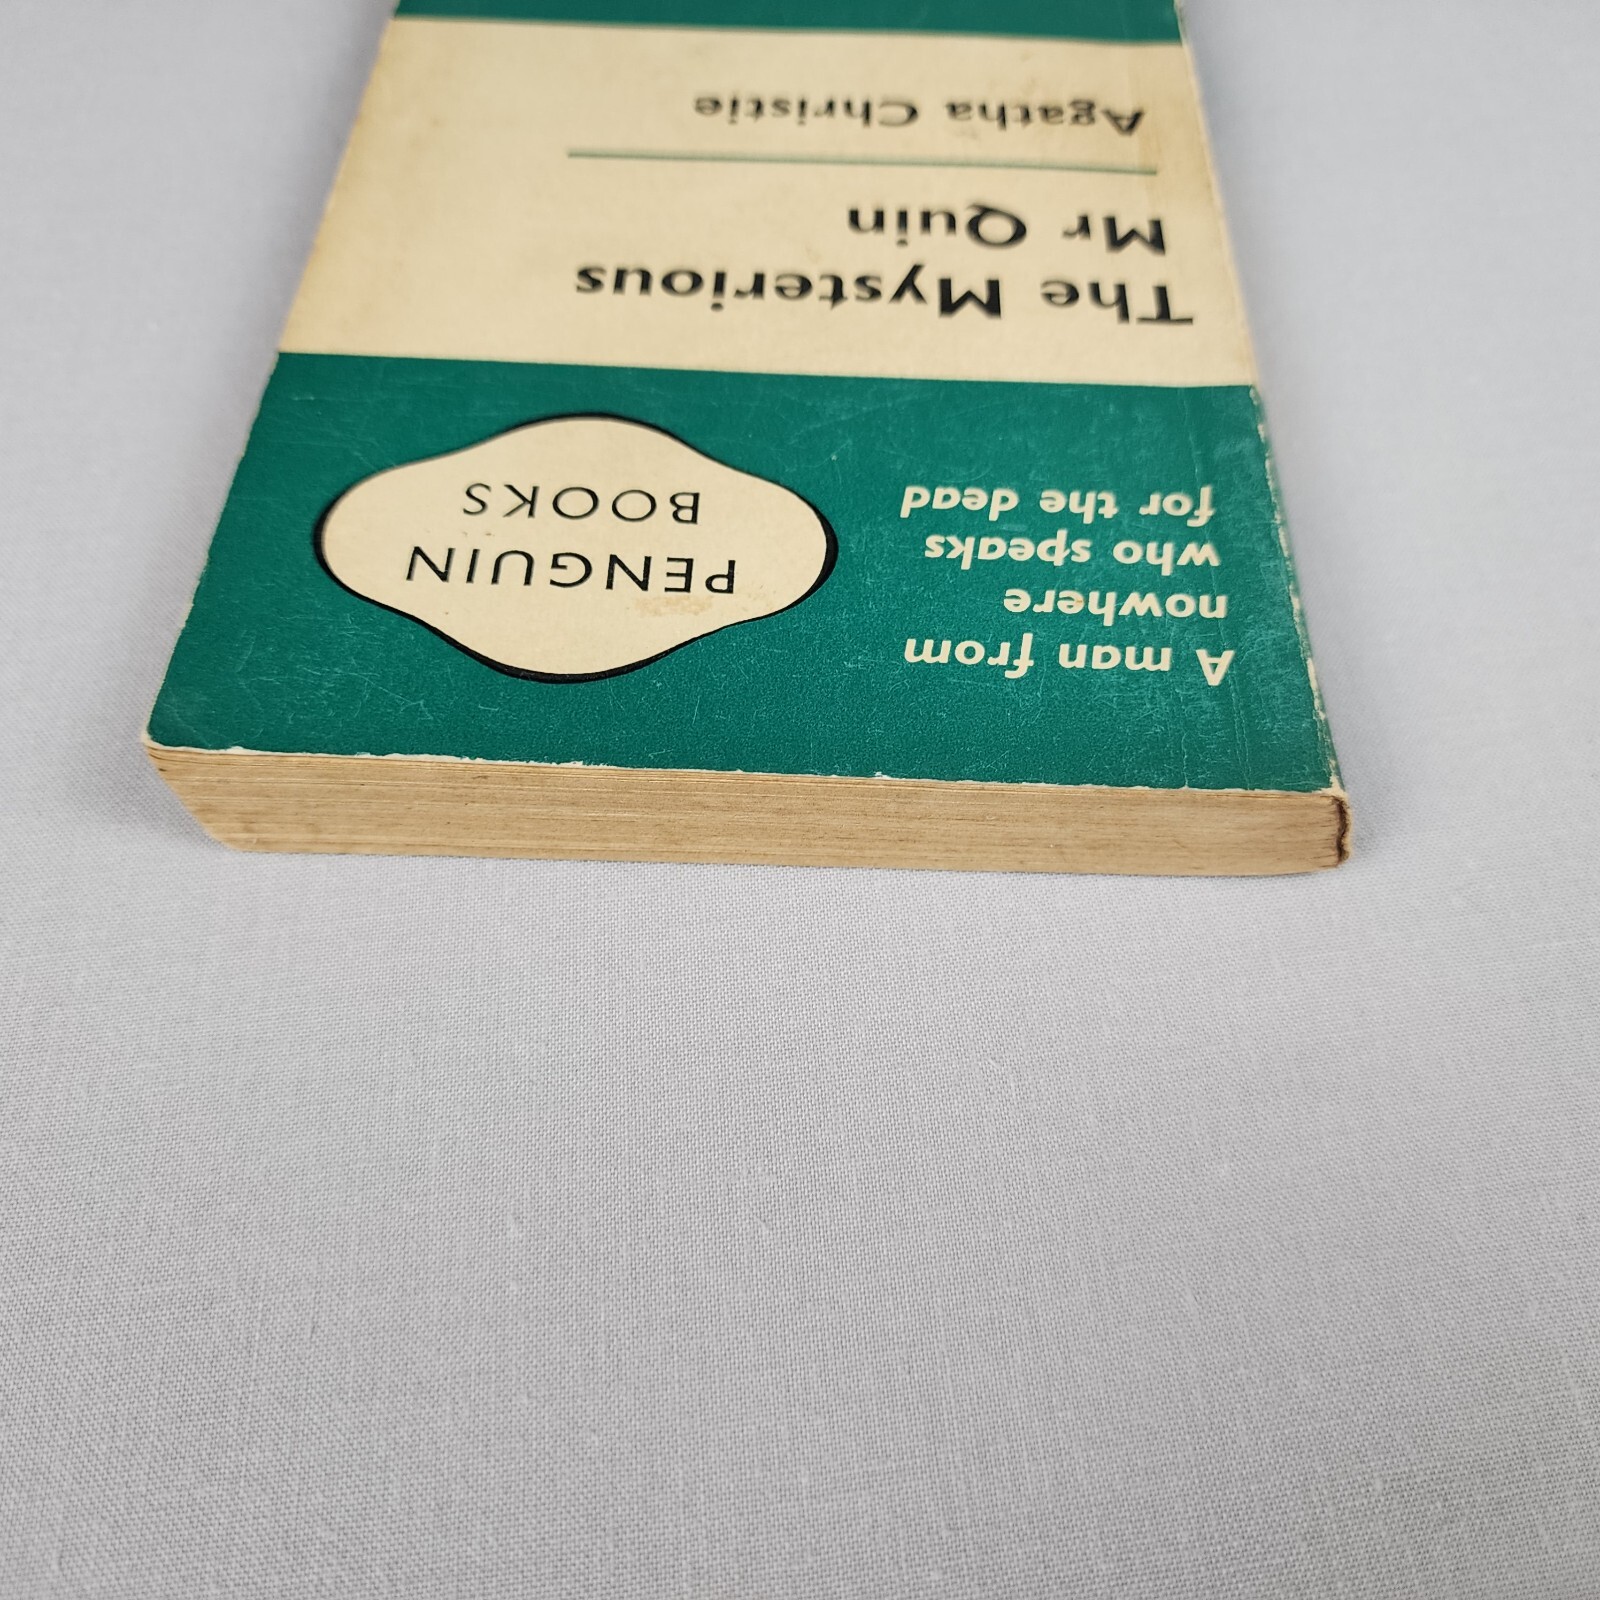 PENGUIN
BOOKS
A man from
nowhere
who speaks
for the dead
The Mysterious
Mr Quin
Agatha Christie